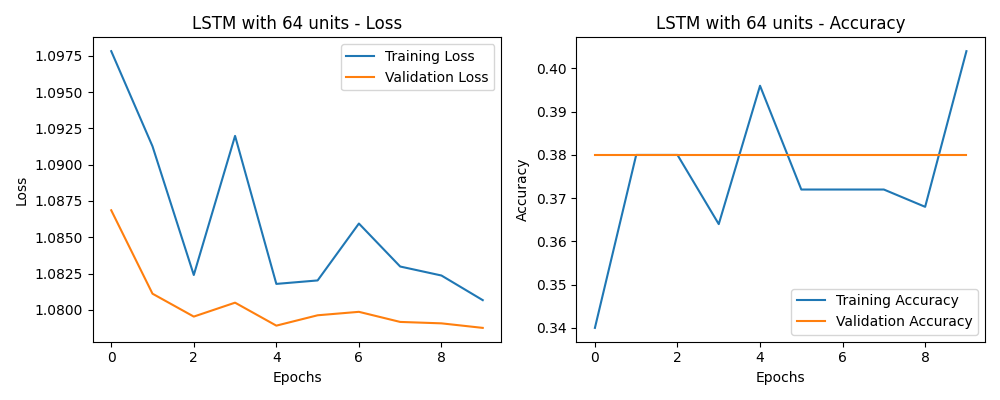 LSTM with 64 units - Loss
1.0975
1.0950
1.0925
1.0900
1.0875
1.0850
1.0825
1.0800
Loss
Training Loss
Validation Loss
0 2 4 6 8
Epochs
LSTM with 64 units - Accuracy
0.40
0.39
0.38
0.37
0.36
0.35
0.34
Accuracy
Training Accuracy
Validation Accuracy
0 2 4 6 8
Epochs